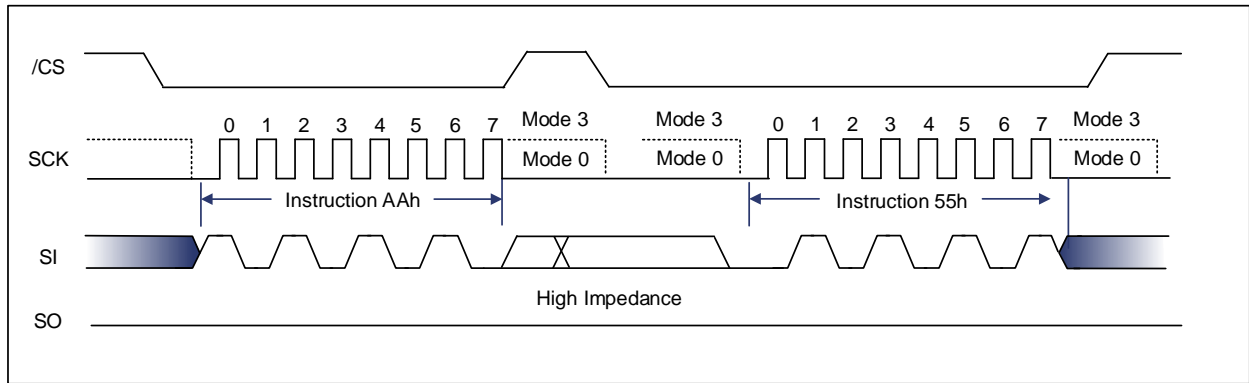 /CS
0 1 2 3 4 5 6 7 Mode 3 Mode 3 0 1 2 3 4 5 6 7 Mode 3
SCK Mode 0 Mode 0 Mode 0
Instruction AAh Instruction 55h
SI
High Impedance
SO